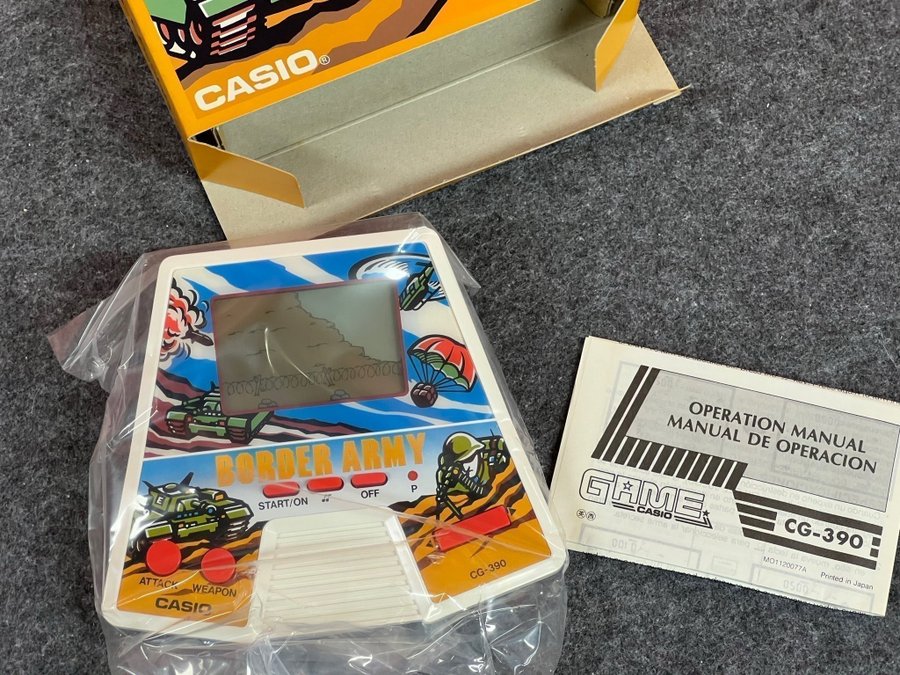 CASIO®
BORDER ARMY
START/ON
OFF
P
ATTACK
WEAPON
CASIO
CG-390
OPERATION MANUAL
MANUAL DE OPERACION
GAME
CASIO
CG-390
MO1120077A Printed in Japan